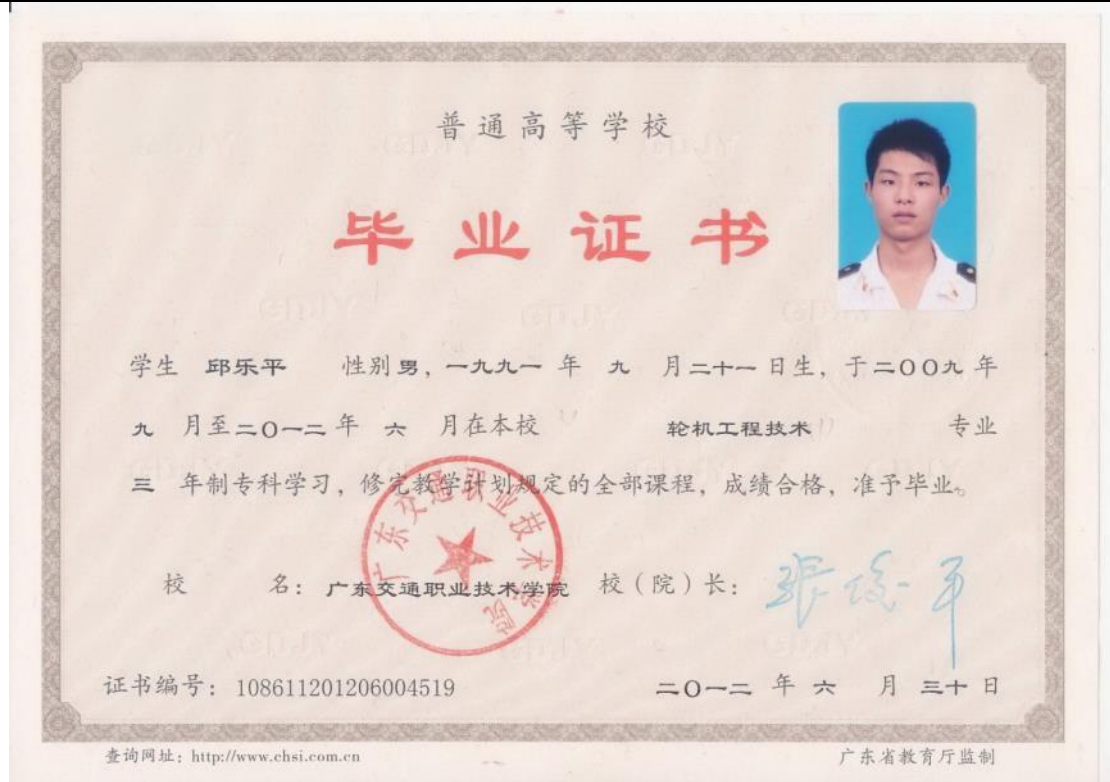 普通高等学校
毕业证书
学生 邱乐平 性别 男，一九九一 年 九 月 二十一 日生，于 二〇〇九 年
九 月至 二〇一二 年 六 月在本校 轮机工程技术 专业
三 年制专科学习，修完教学计划规定的全部课程，成绩合格，准予毕业。
广东交通职业技术学院
校 名：广东交通职业技术学院 校（院）长：
证书编号：108611201206004519 二〇一二 年 六 月 三十 日
查询网址：http://www.chsi.com.cn 广东省教育厅监制